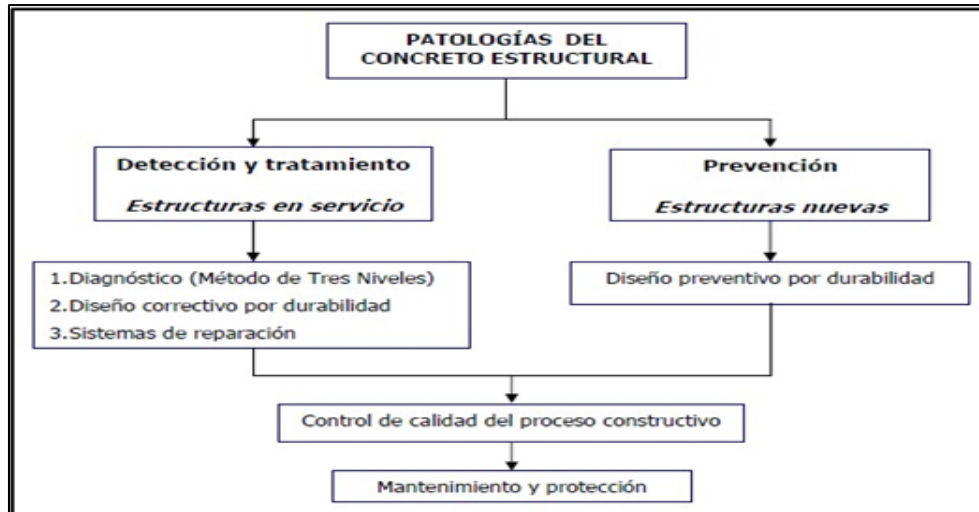 PATOLOGÍAS DEL
CONCRETO ESTRUCTURAL
Detección y tratamiento
Estructuras en servicio
Prevención
Estructuras nuevas
1.Diagnóstico (Método de Tres Niveles)
2.Diseño correctivo por durabilidad
3.Sistemas de reparación
Diseño preventivo por durabilidad
Control de calidad del proceso constructivo
Mantenimiento y protección